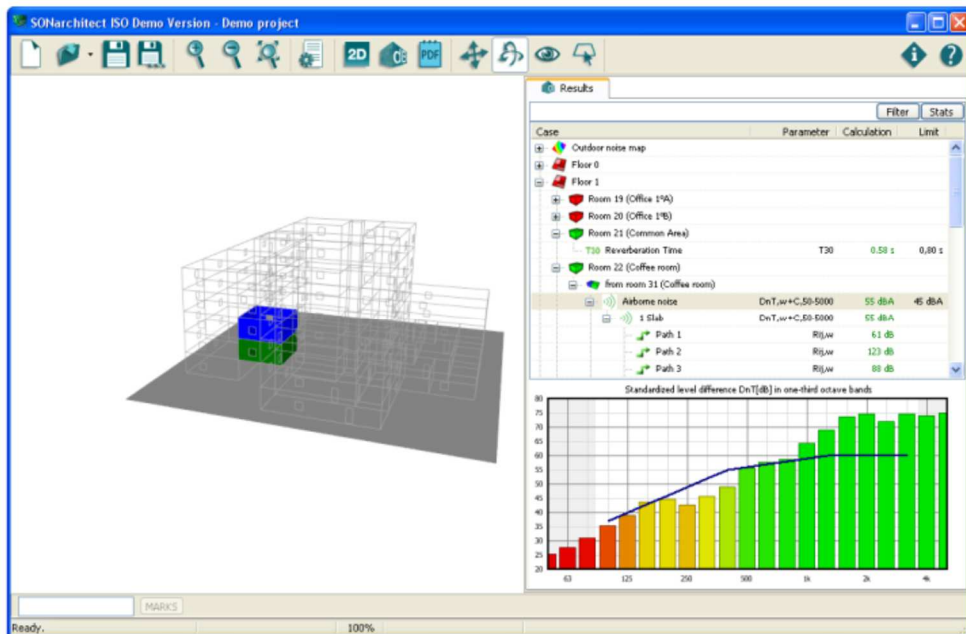 SONarchitect ISO Demo Version - Demo project
2D PDF
Results
Filter Stats
Case Parameter Calculation Limit
Outdoor noise map
Floor 0
Floor 1
Room 19 (Office 1ºA)
Room 20 (Office 1ºB)
Room 21 (Common Area)
T30 Reverberation Time T30 0.58 s 0,80 s
Room 22 (Coffee room)
from room 31 (Coffee room)
Airborne noise DnT,w+C,50-5000 55 dBA 45 dBA
1 Slab DnT,w+C,50-5000 55 dBA
Path 1 Rij,w 61 dB
Path 2 Rij,w 123 dB
Path 3 Rij,w 88 dB
Standardized level difference DnT[dB] in one-third octave bands
80
75
70
65
60
55
50
45
40
35
30
25
20
63 125 250 500 1k 2k 4k
MARKS
Ready. 100%